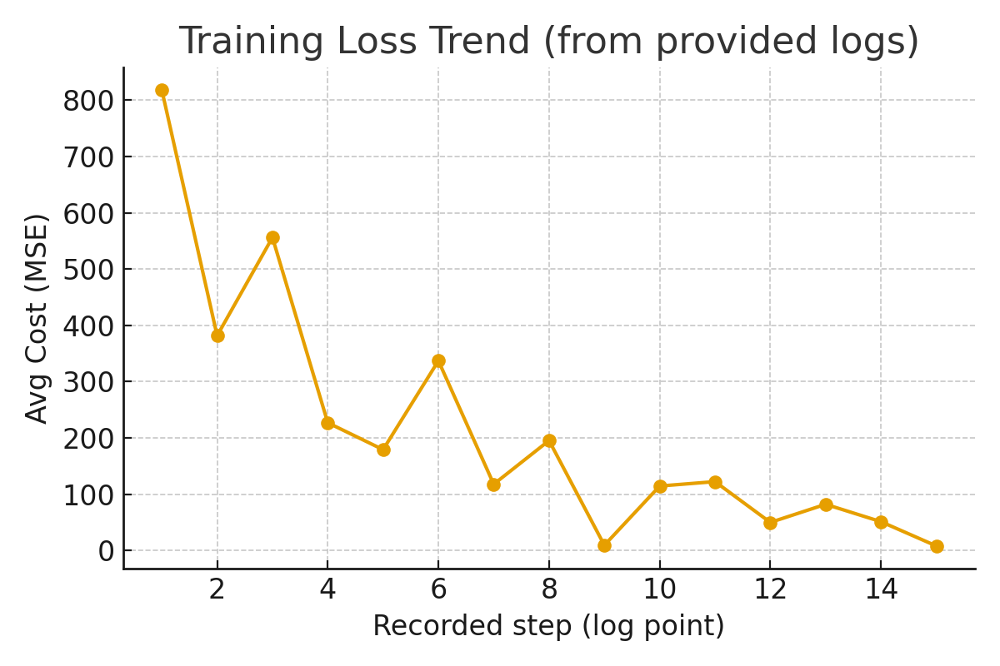 Training Loss Trend (from provided logs)
Avg Cost (MSE)
800
700
600
500
400
300
200
100
0
2 4 6 8 10 12 14
Recorded step (log point)